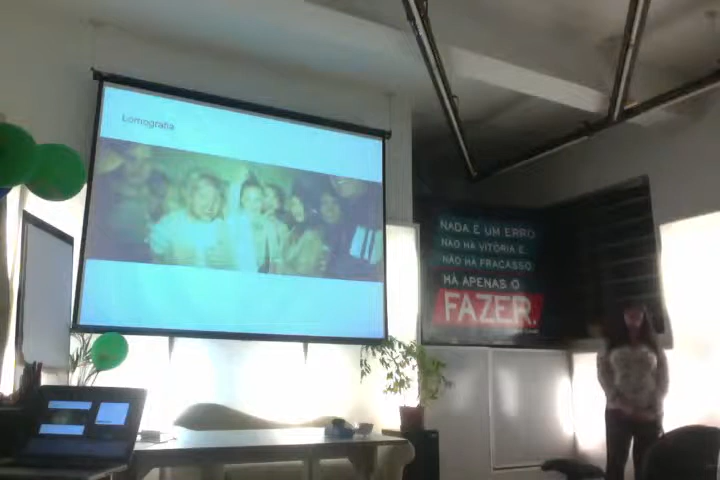 Lomografia
NADA É UM ERRO.
NÃO HÁ VITÓRIA E
NÃO HÁ FRACASSO.
HÁ APENAS O
FAZER.